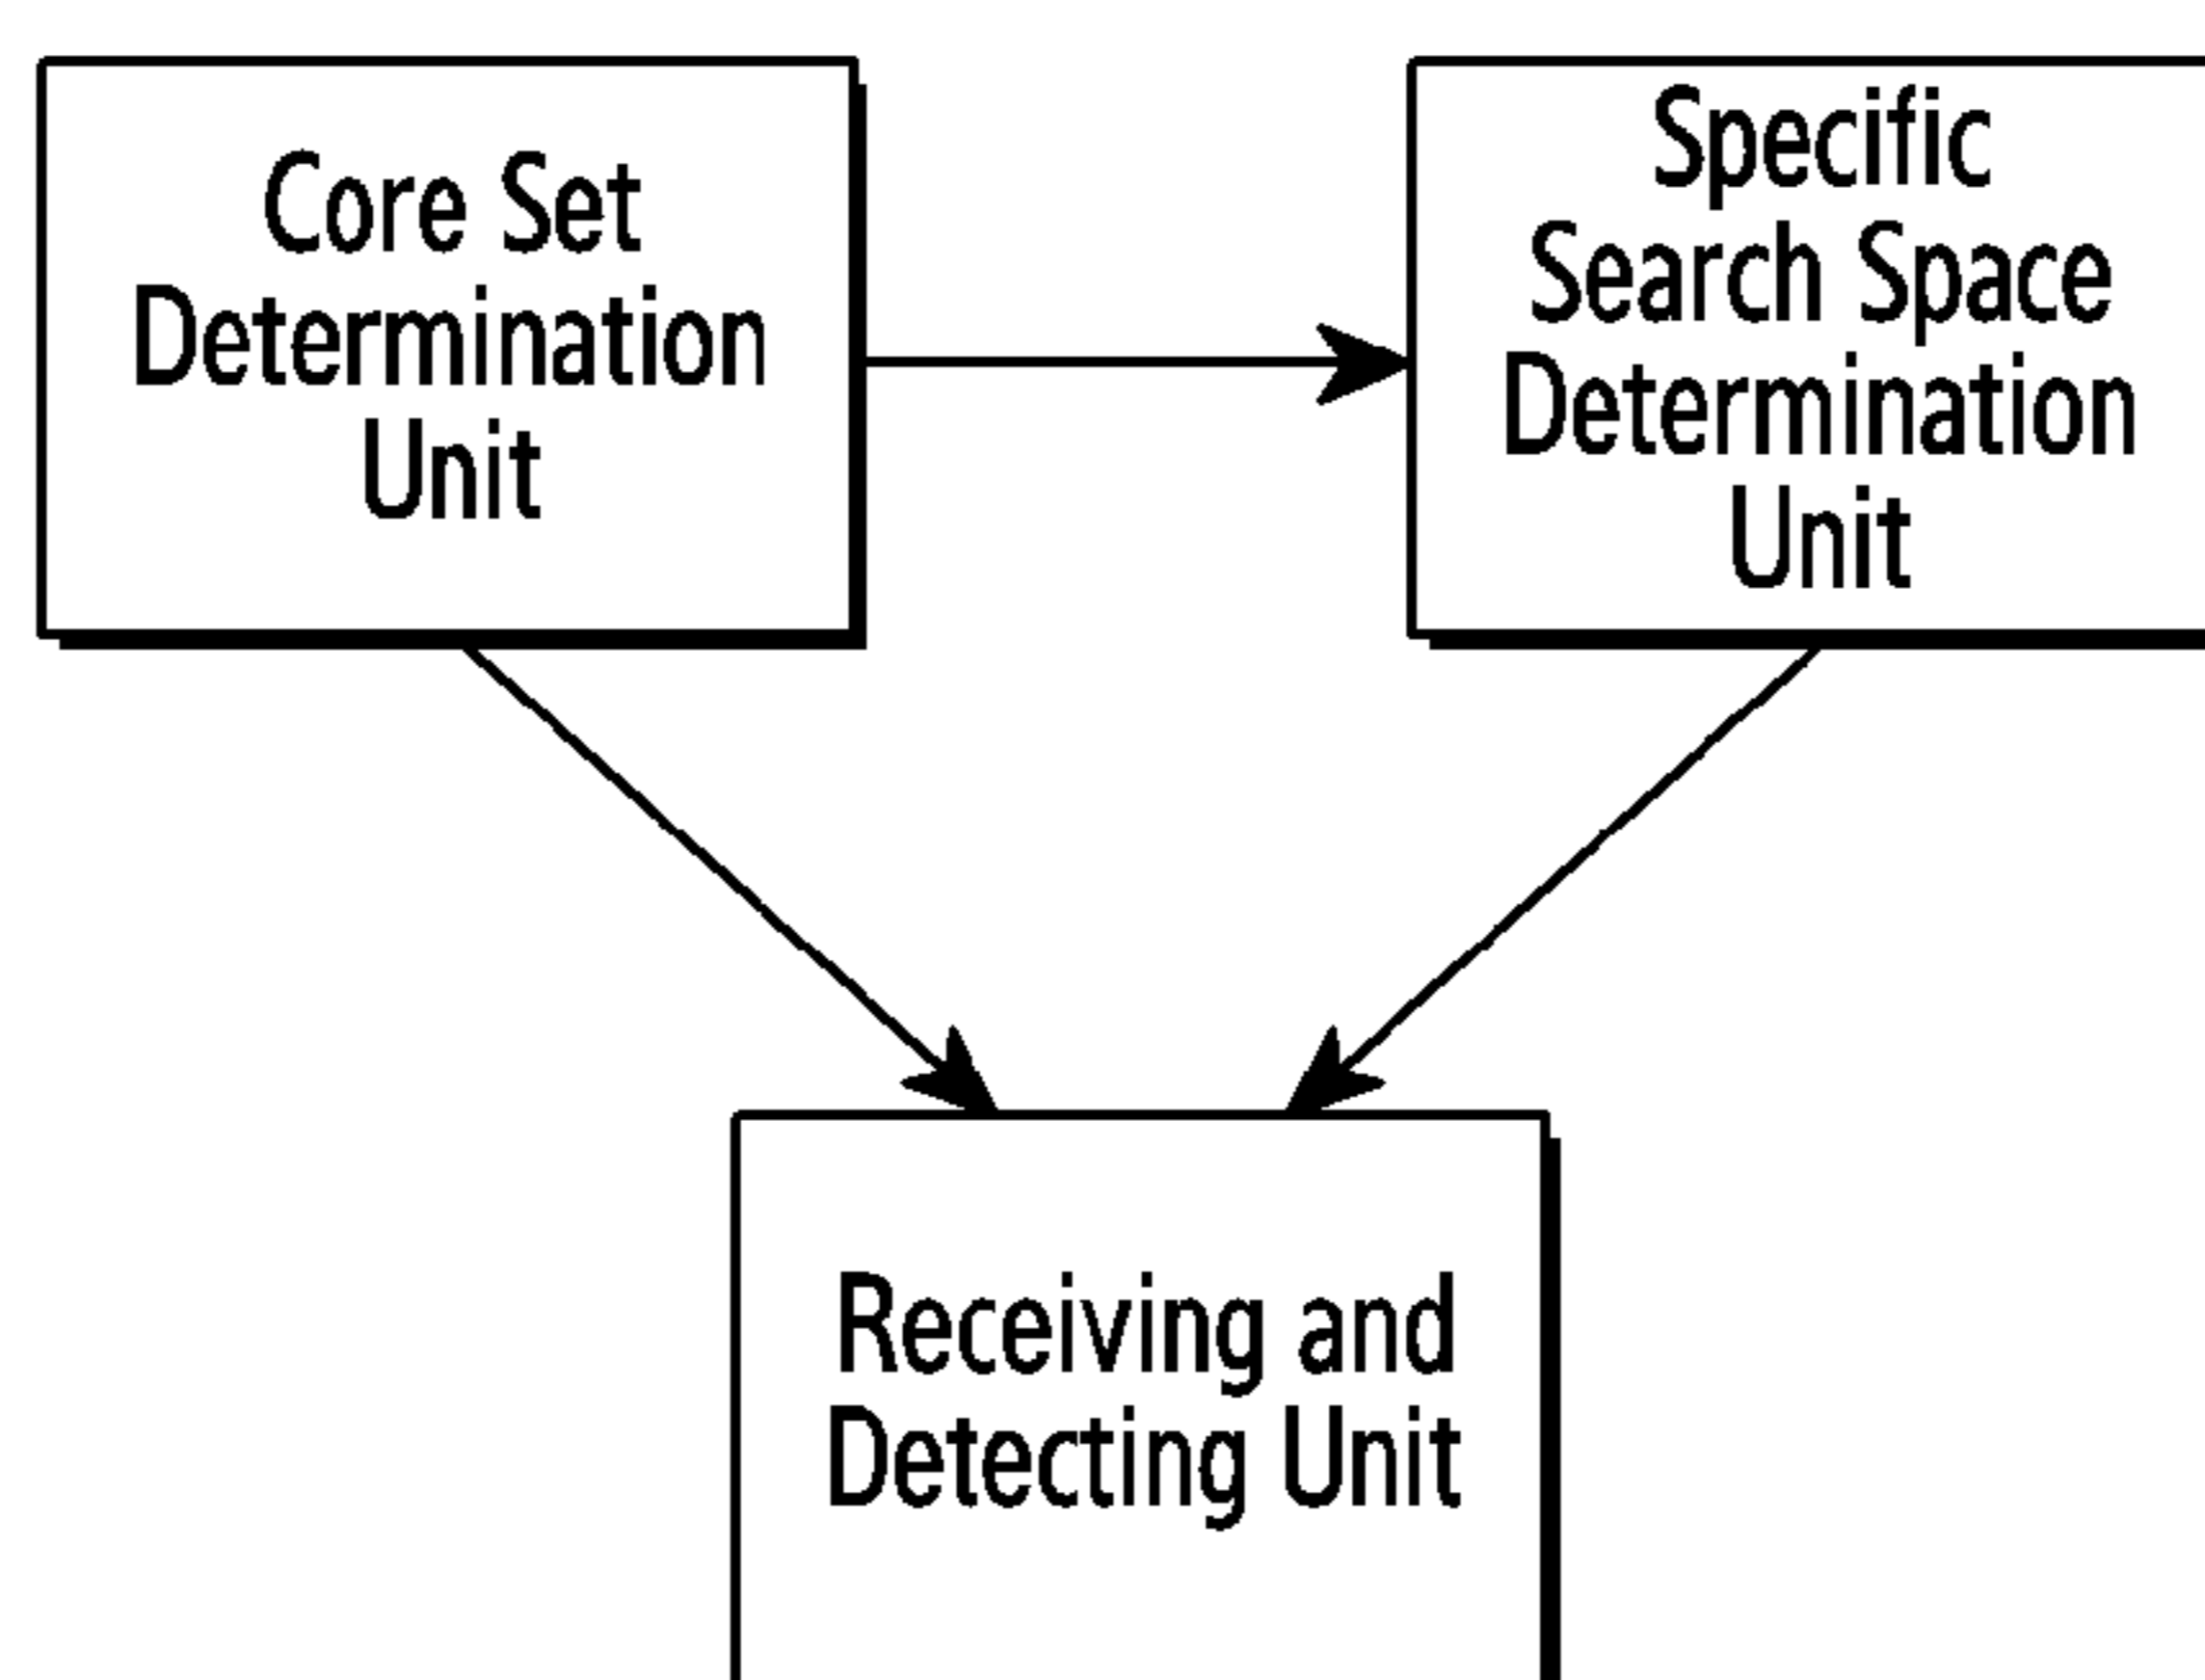 Core Set
Determination
Unit
Specific
Search Space
Determination
Unit
Receiving and
Detecting Unit